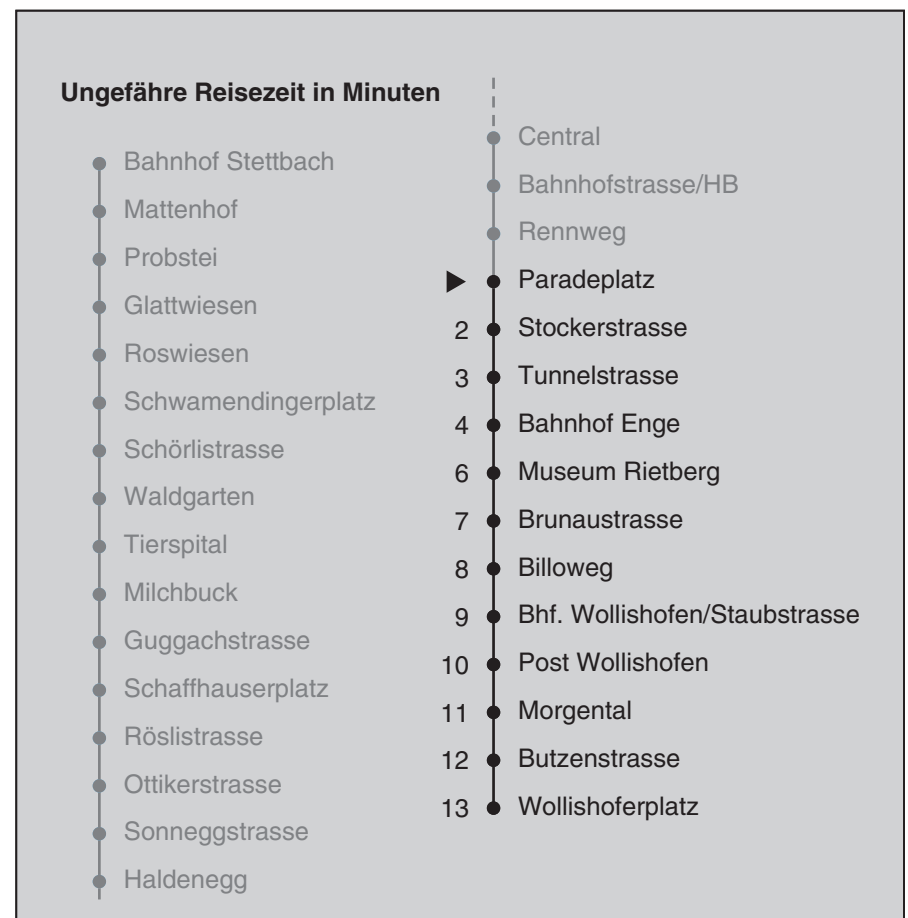 Ungefähre Reisezeit in Minuten
Bahnhof Stettbach
Mattenhof
Probstei
Glattwiesen
Roswiesen
Schwamendingerplatz
Schörlistrasse
Waldgarten
Tierspital
Milchbuck
Guggachstrasse
Schaffhauserplatz
Röslistrasse
Ottikerstrasse
Sonneggstrasse
Haldenegg
Central
Bahnhofstrasse/HB
Rennweg
Paradeplatz
2 Stockerstrasse
3 Tunnelstrasse
4 Bahnhof Enge
6 Museum Rietberg
7 Brunaustrasse
8 Billoweg
9 Bhf. Wollishofen/Staubstrasse
10 Post Wollishofen
11 Morgental
12 Butzenstrasse
13 Wollishoferplatz